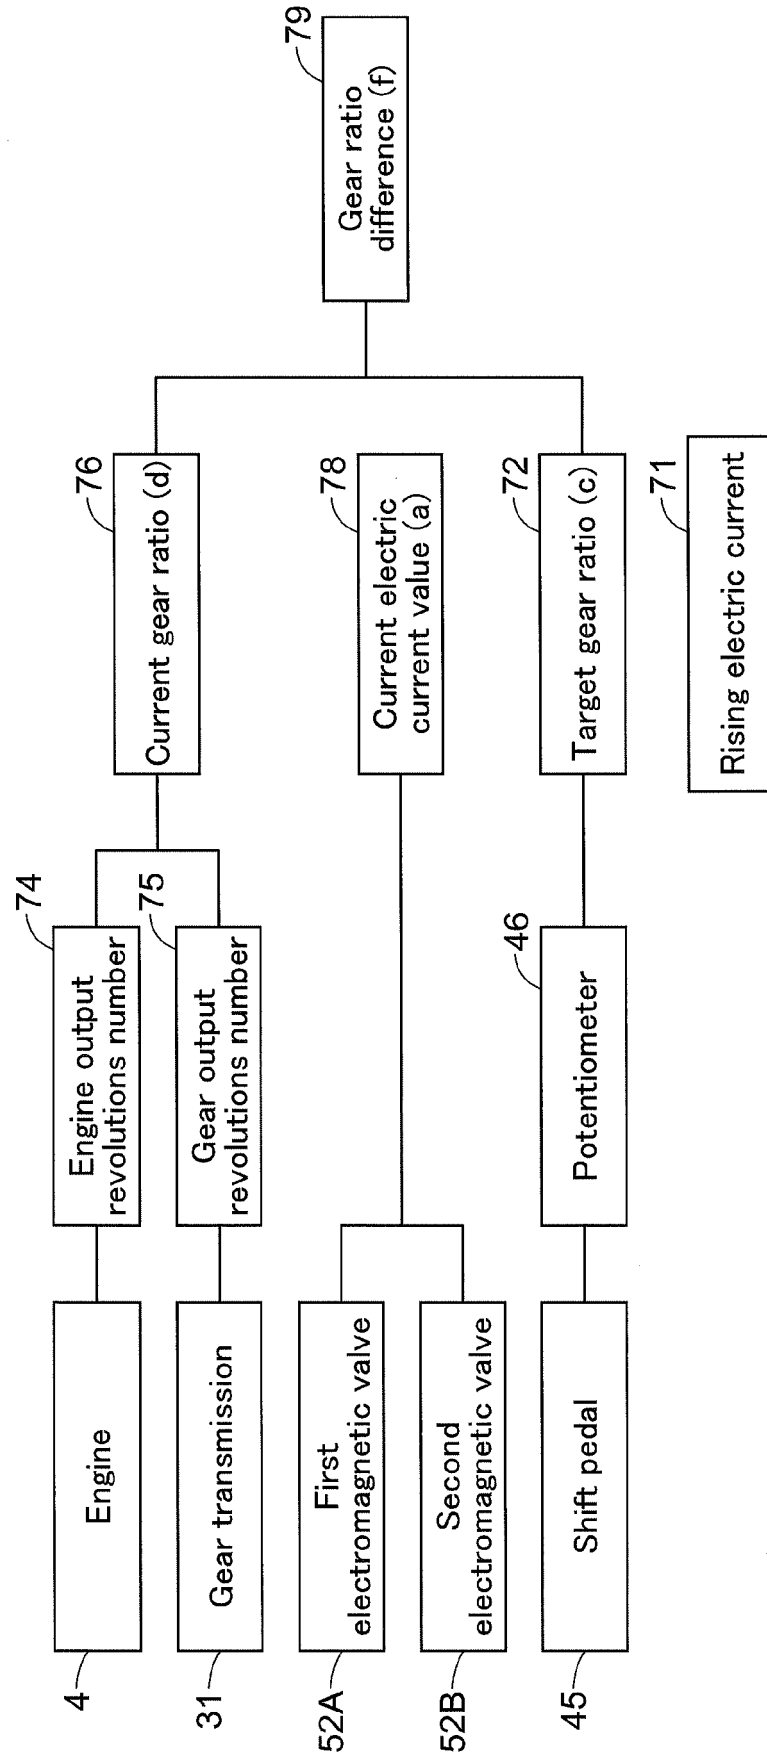 4
Engine
74
Engine output
revolutions number
76
Current gear ratio (d)
79
Gear ratio
difference (f)
31
Gear transmission
75
Gear output
revolutions number
52A
First
electromagnetic valve
78
Current electric
current value (a)
52B
Second
electromagnetic valve
45
Shift pedal
46
Potentiometer
72
Target gear ratio (c)
71
Rising electric current